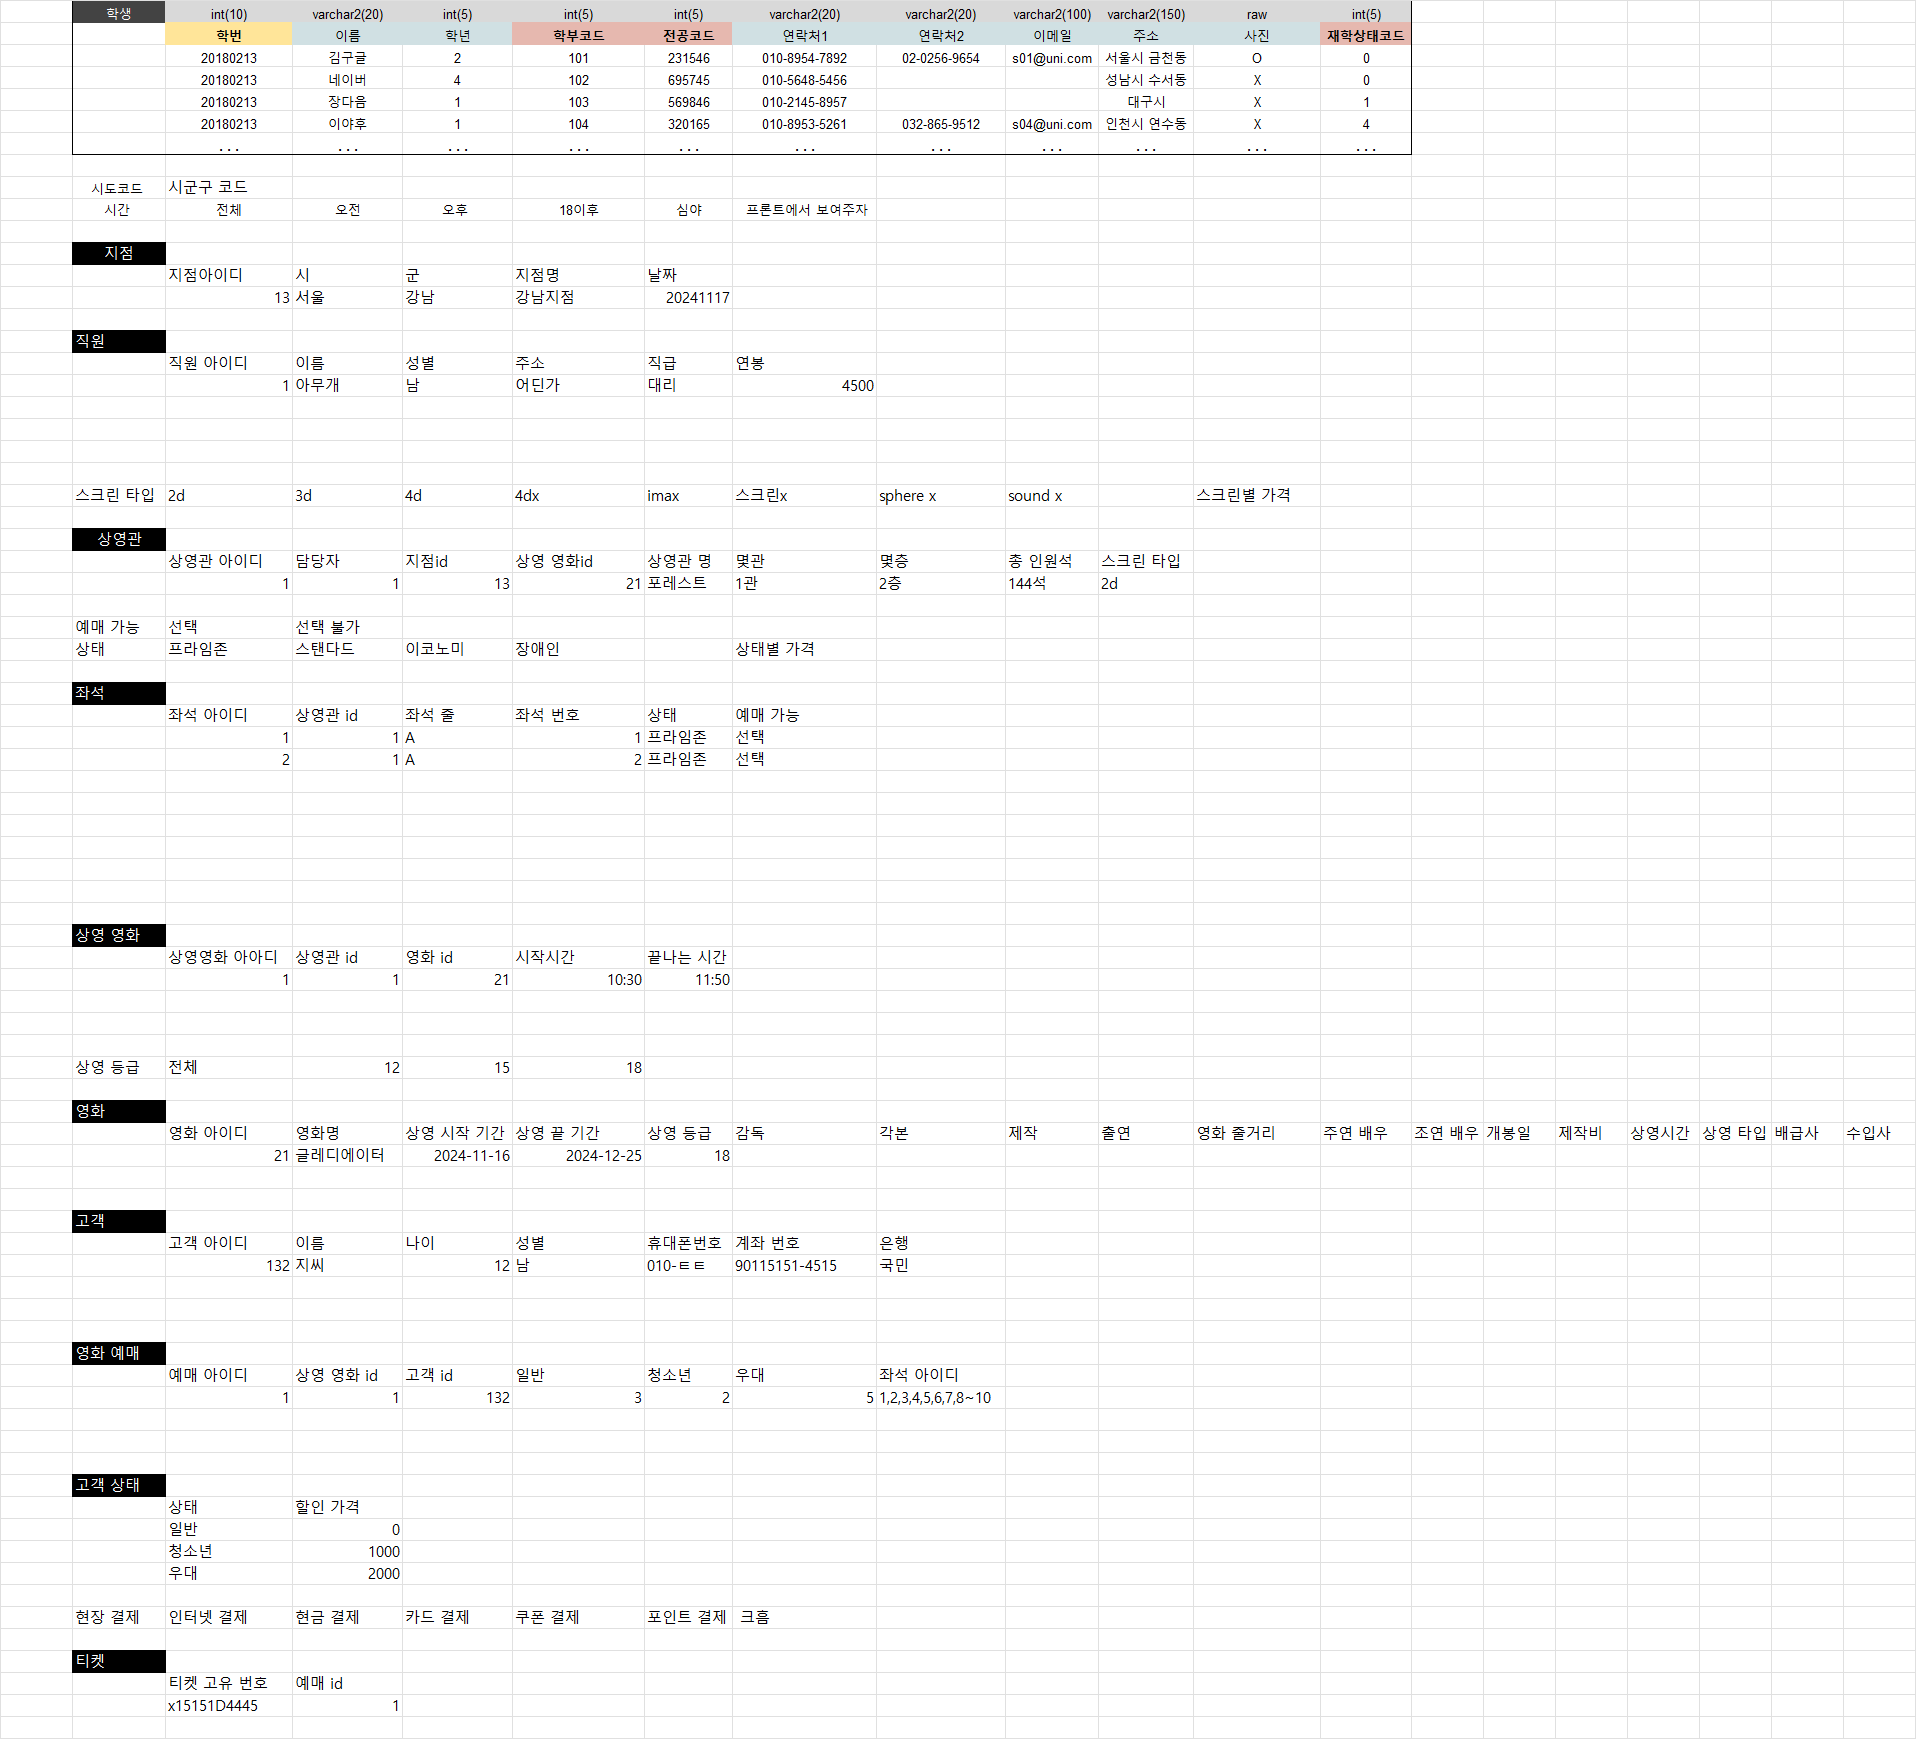 학생 int(10) varchar2(20) int(5) int(5) int(5) varchar2(20) varchar2(20) varchar2(100) varchar2(150) raw int(5)
학번 이름 학년 학부코드 전공코드 연락처1 연락처2 이메일 주소 사진 재학상태코드
20180213 김구글 2 101 231546 010-8954-7892 02-0256-9654 s01@uni.com 서울시 금천동 O 0
20180213 네이버 4 102 695745 010-5648-5456 성남시 수서동 X 0
20180213 장다음 1 103 569846 010-2145-8957 대구시 X 1
20180213 이야후 1 104 320165 010-8953-5261 032-865-9512 s04@uni.com 인천시 연수동 X 4
... ... ... ... ... ... ... ... ... ... ...
시도코드 시군구 코드
시간 전체 오전 오후 18이후 심야 프론트에서 보여주자
지점
지점아이디 시 군 지점명 날짜
13 서울 강남 강남지점 20241117
직원
직원 아이디 이름 성별 주소 직급 연봉
1 아무개 남 어딘가 대리 4500
스크린 타입 2d 3d 4d 4dx imax 스크린x sphere x sound x 스크린별 가격
상영관
상영관 아이디 담당자 지점id 상영 영화id 상영관 명 몇관 몇층 총 인원석 스크린 타입
1 1 13 21 포레스트 1관 2층 144석 2d
예매 가능 선택 선택 불가
상태 프라임존 스탠다드 이코노미 장애인 상태별 가격
좌석
좌석 아이디 상영관 id 좌석 줄 좌석 번호 상태 예매 가능
1 1 A 1 프라임존 선택
2 1 A 2 프라임존 선택
상영 영화
상영영화 아아디 상영관 id 영화 id 시작시간 끝나는 시간
1 1 21 10:30 11:50
상영 등급 전체 12 15 18
영화
영화 아이디 영화명 상영 시작 기간 상영 끝 기간 상영 등급 감독 각본 제작 출연 영화 줄거리 주연 배우 조연 배우 개봉일 제작비 상영시간 상영 타입 배급사 수입사
21 글레디에이터 2024-11-16 2024-12-25 18
고객
고객 아이디 이름 나이 성별 휴대폰번호 계좌 번호 은행
132 지씨 12 남 010-ㅌㅌ 90115151-4515 국민
영화 예매
예매 아이디 상영 영화 id 고객 id 일반 청소년 우대 좌석 아이디
1 1 132 3 2 5 1,2,3,4,5,6,7,8~10
고객 상태
상태 할인 가격
일반 0
청소년 1000
우대 2000
현장 결제 인터넷 결제 현금 결제 카드 결제 쿠폰 결제 포인트 결제 크흠
티켓
티켓 고유 번호 예매 id
x15151D4445 1